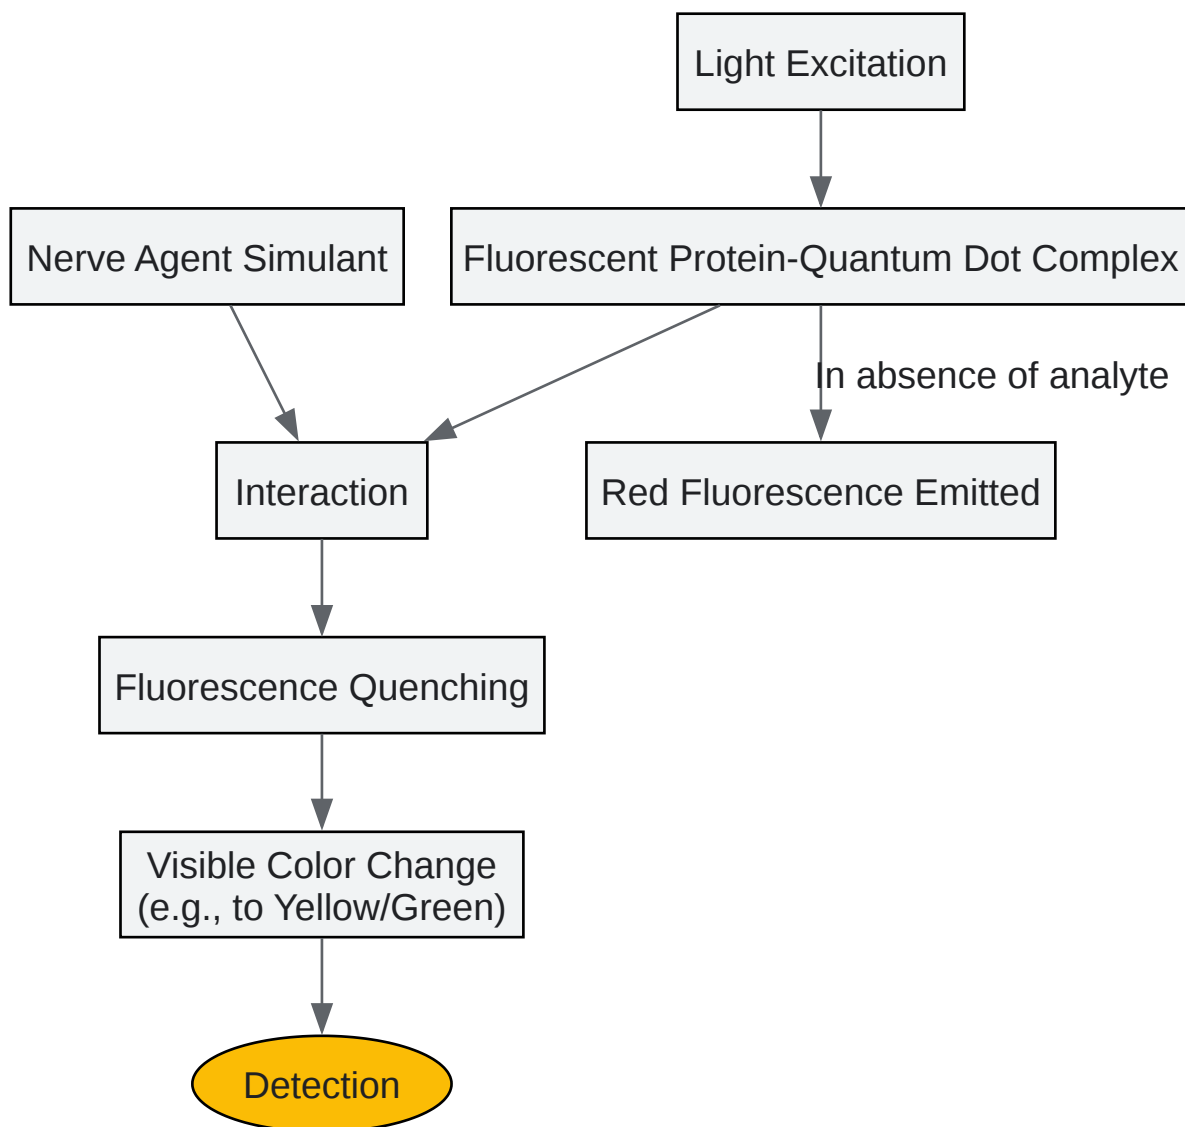 Light Excitation
Nerve Agent Simulant
Fluorescent Protein-Quantum Dot Complex
In absence of analyte
Interaction
Red Fluorescence Emitted
Fluorescence Quenching
Visible Color Change
(e.g., to Yellow/Green)
Detection